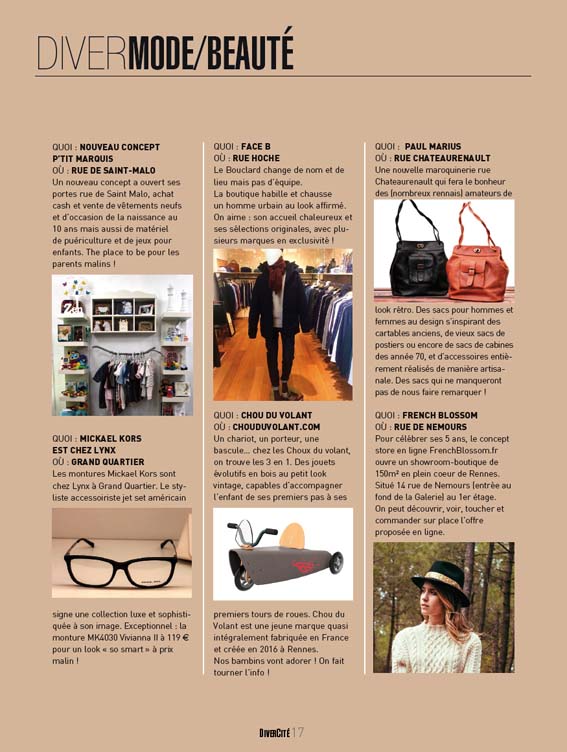 DIVERMODE/BEAUTÉ
QUOI : NOUVEAU CONCEPT
P'TIT MARQUIS
OÙ : RUE DE SAINT-MALO
Un nouveau concept a ouvert ses
portes rue de Saint Malo, achat
cash et vente de vêtements neufs
et d'occasion de la naissance au
10 ans mais aussi de matériel
de puériculture et de jeux pour
enfants. The place to be pour les
parents malins !
QUOI : MICKAEL KORS
EST CHEZ LYNX
OÙ : GRAND QUARTIER
Les montures Mickael Kors sont
chez Lynx à Grand Quartier. Le sty-
liste accessoiriste jet set américain
signe une collection luxe et sophisti-
quée à son image. Exceptionnel : la
monture MK4030 Vivianna II à 119 €
pour un look « so smart » à prix
malin !
QUOI : FACE B
OÙ : RUE HOCHE
Le Bouclard change de nom et de
lieu mais pas d'équipe.
La boutique habille et chausse
un homme urbain au look affirmé.
On aime : son accueil chaleureux et
ses sélections originales, avec plu-
sieurs marques en exclusivité !
QUOI : CHOU DU VOLANT
OÙ : CHOUDUVOLANT.COM
Un chariot, un porteur, une
bascule... chez les Choux du volant,
on trouve les 3 en 1. Des jouets
évolutifs en bois au petit look
vintage, capables d'accompagner
l'enfant de ses premiers pas à ses
premiers tours de roues. Chou du
Volant est une jeune marque quasi
intégralement fabriquée en France
et créée en 2016 à Rennes.
Nos bambins vont adorer ! On fait
tourner l'info !
QUOI : PAUL MARIUS
OÙ : RUE CHATEAURENAULT
Une nouvelle maroquinerie rue
Chateaurenault qui fera le bonheur
des (nombreux rennais) amateurs de
look rétro. Des sacs pour hommes et
femmes au design s'inspirant des
cartables anciens, de vieux sacs de
postiers ou encore de sacs de cabines
des année 70, et d'accessoires entiè-
rement réalisés de manière artisa-
nale. Des sacs qui ne manqueront
pas de nous faire remarquer !
QUOI : FRENCH BLOSSOM
OÙ : RUE DE NEMOURS
Pour célébrer ses 5 ans, le concept
store en ligne FrenchBlossom.fr
ouvre un showroom-boutique de
150m² en plein coeur de Rennes.
Situé 14 rue de Nemours (entrée au
fond de la Galerie) au 1er étage.
On peut découvrir, voir, toucher et
commander sur place l'offre
proposée en ligne.
DIVERCITÉ 17